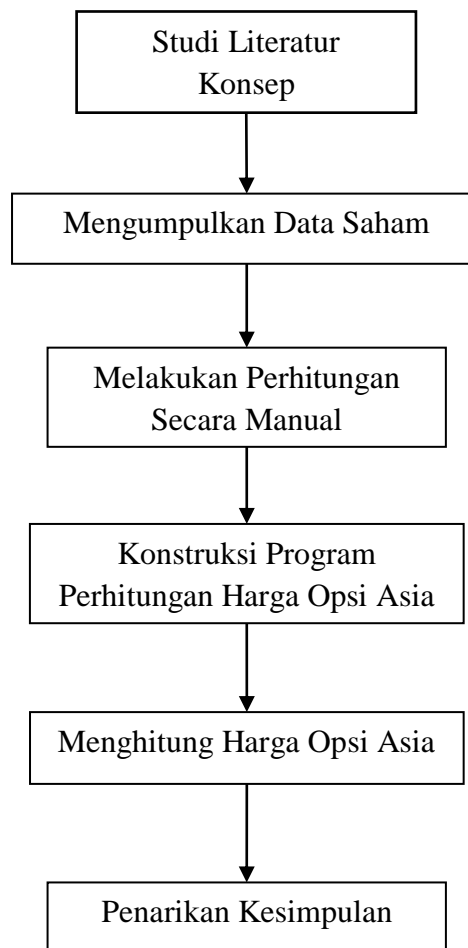 Studi Literatur
Konsep
Mengumpulkan Data Saham
Melakukan Perhitungan
Secara Manual
Konstruksi Program
Perhitungan Harga Opsi Asia
Menghitung Harga Opsi Asia
Penarikan Kesimpulan